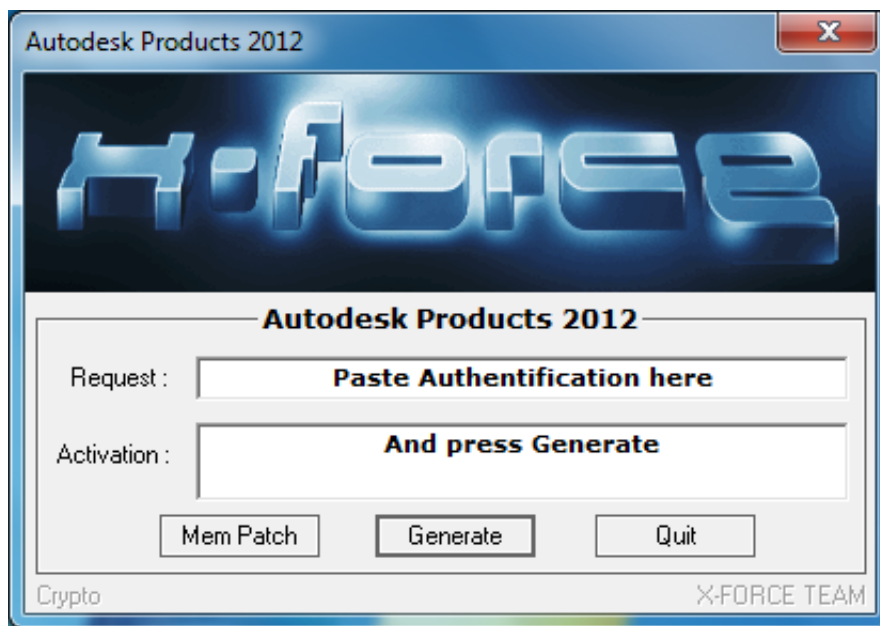 Autodesk Products 2012
x-force
Autodesk Products 2012
Request : Paste Authentification here
Activation : And press Generate
Mem Patch Generate Quit
Crypto X-FORCE TEAM